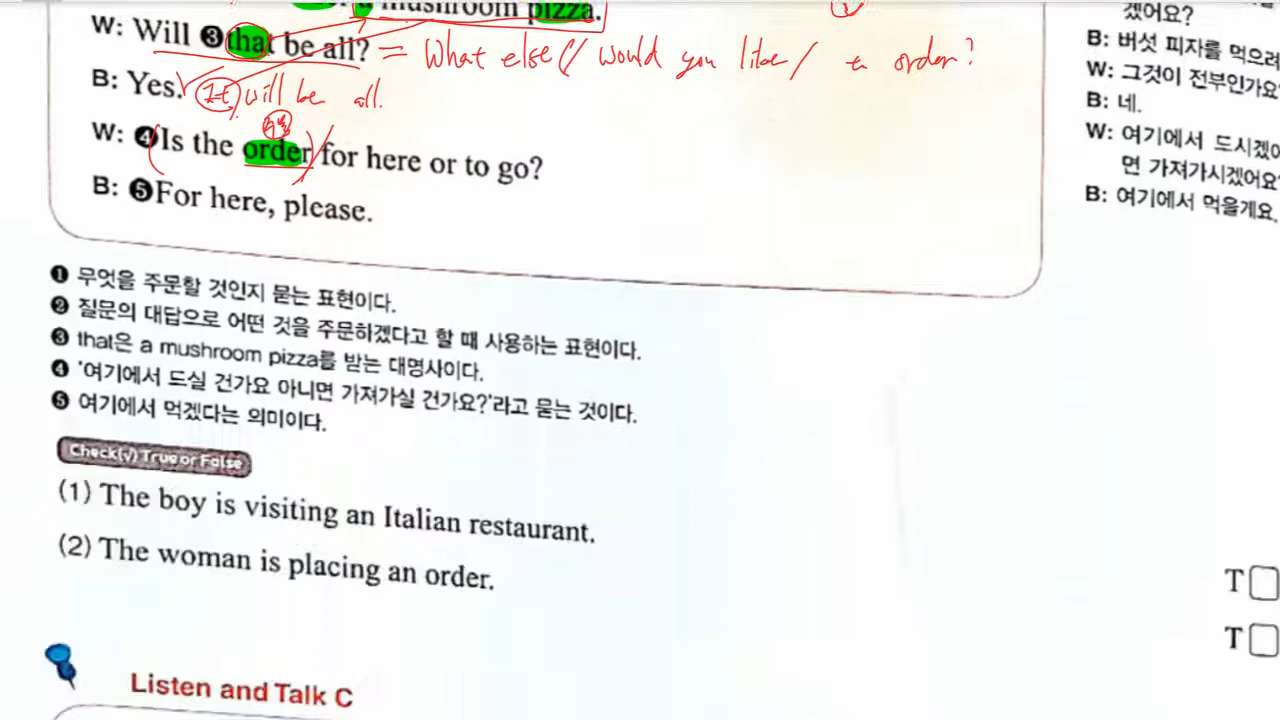 a mushroom pizza.
W: Will ❸that be all? = What else // would you like / to order?
B: Yes. It will be all.
W: ❹Is the order for here or to go?
B: ❺For here, please.
❶ 무엇을 주문할 것인지 묻는 표현이다.
❷ 질문의 대답으로 어떤 것을 주문하겠다고 할 때 사용하는 표현이다.
❸ that은 a mushroom pizza를 받는 대명사이다.
❹ '여기에서 드실 건가요 아니면 가져가실 건가요?'라고 묻는 것이다.
❺ 여기에서 먹겠다는 의미이다.
Check(√) True or False
(1) The boy is visiting an Italian restaurant.
(2) The woman is placing an order.
T
T
Listen and Talk C
겠어요?
B: 버섯 피자를 먹으려
W: 그것이 전부인가요
B: 네.
W: 여기에서 드시겠어
면 가져가시겠어요
B: 여기에서 먹을게요.